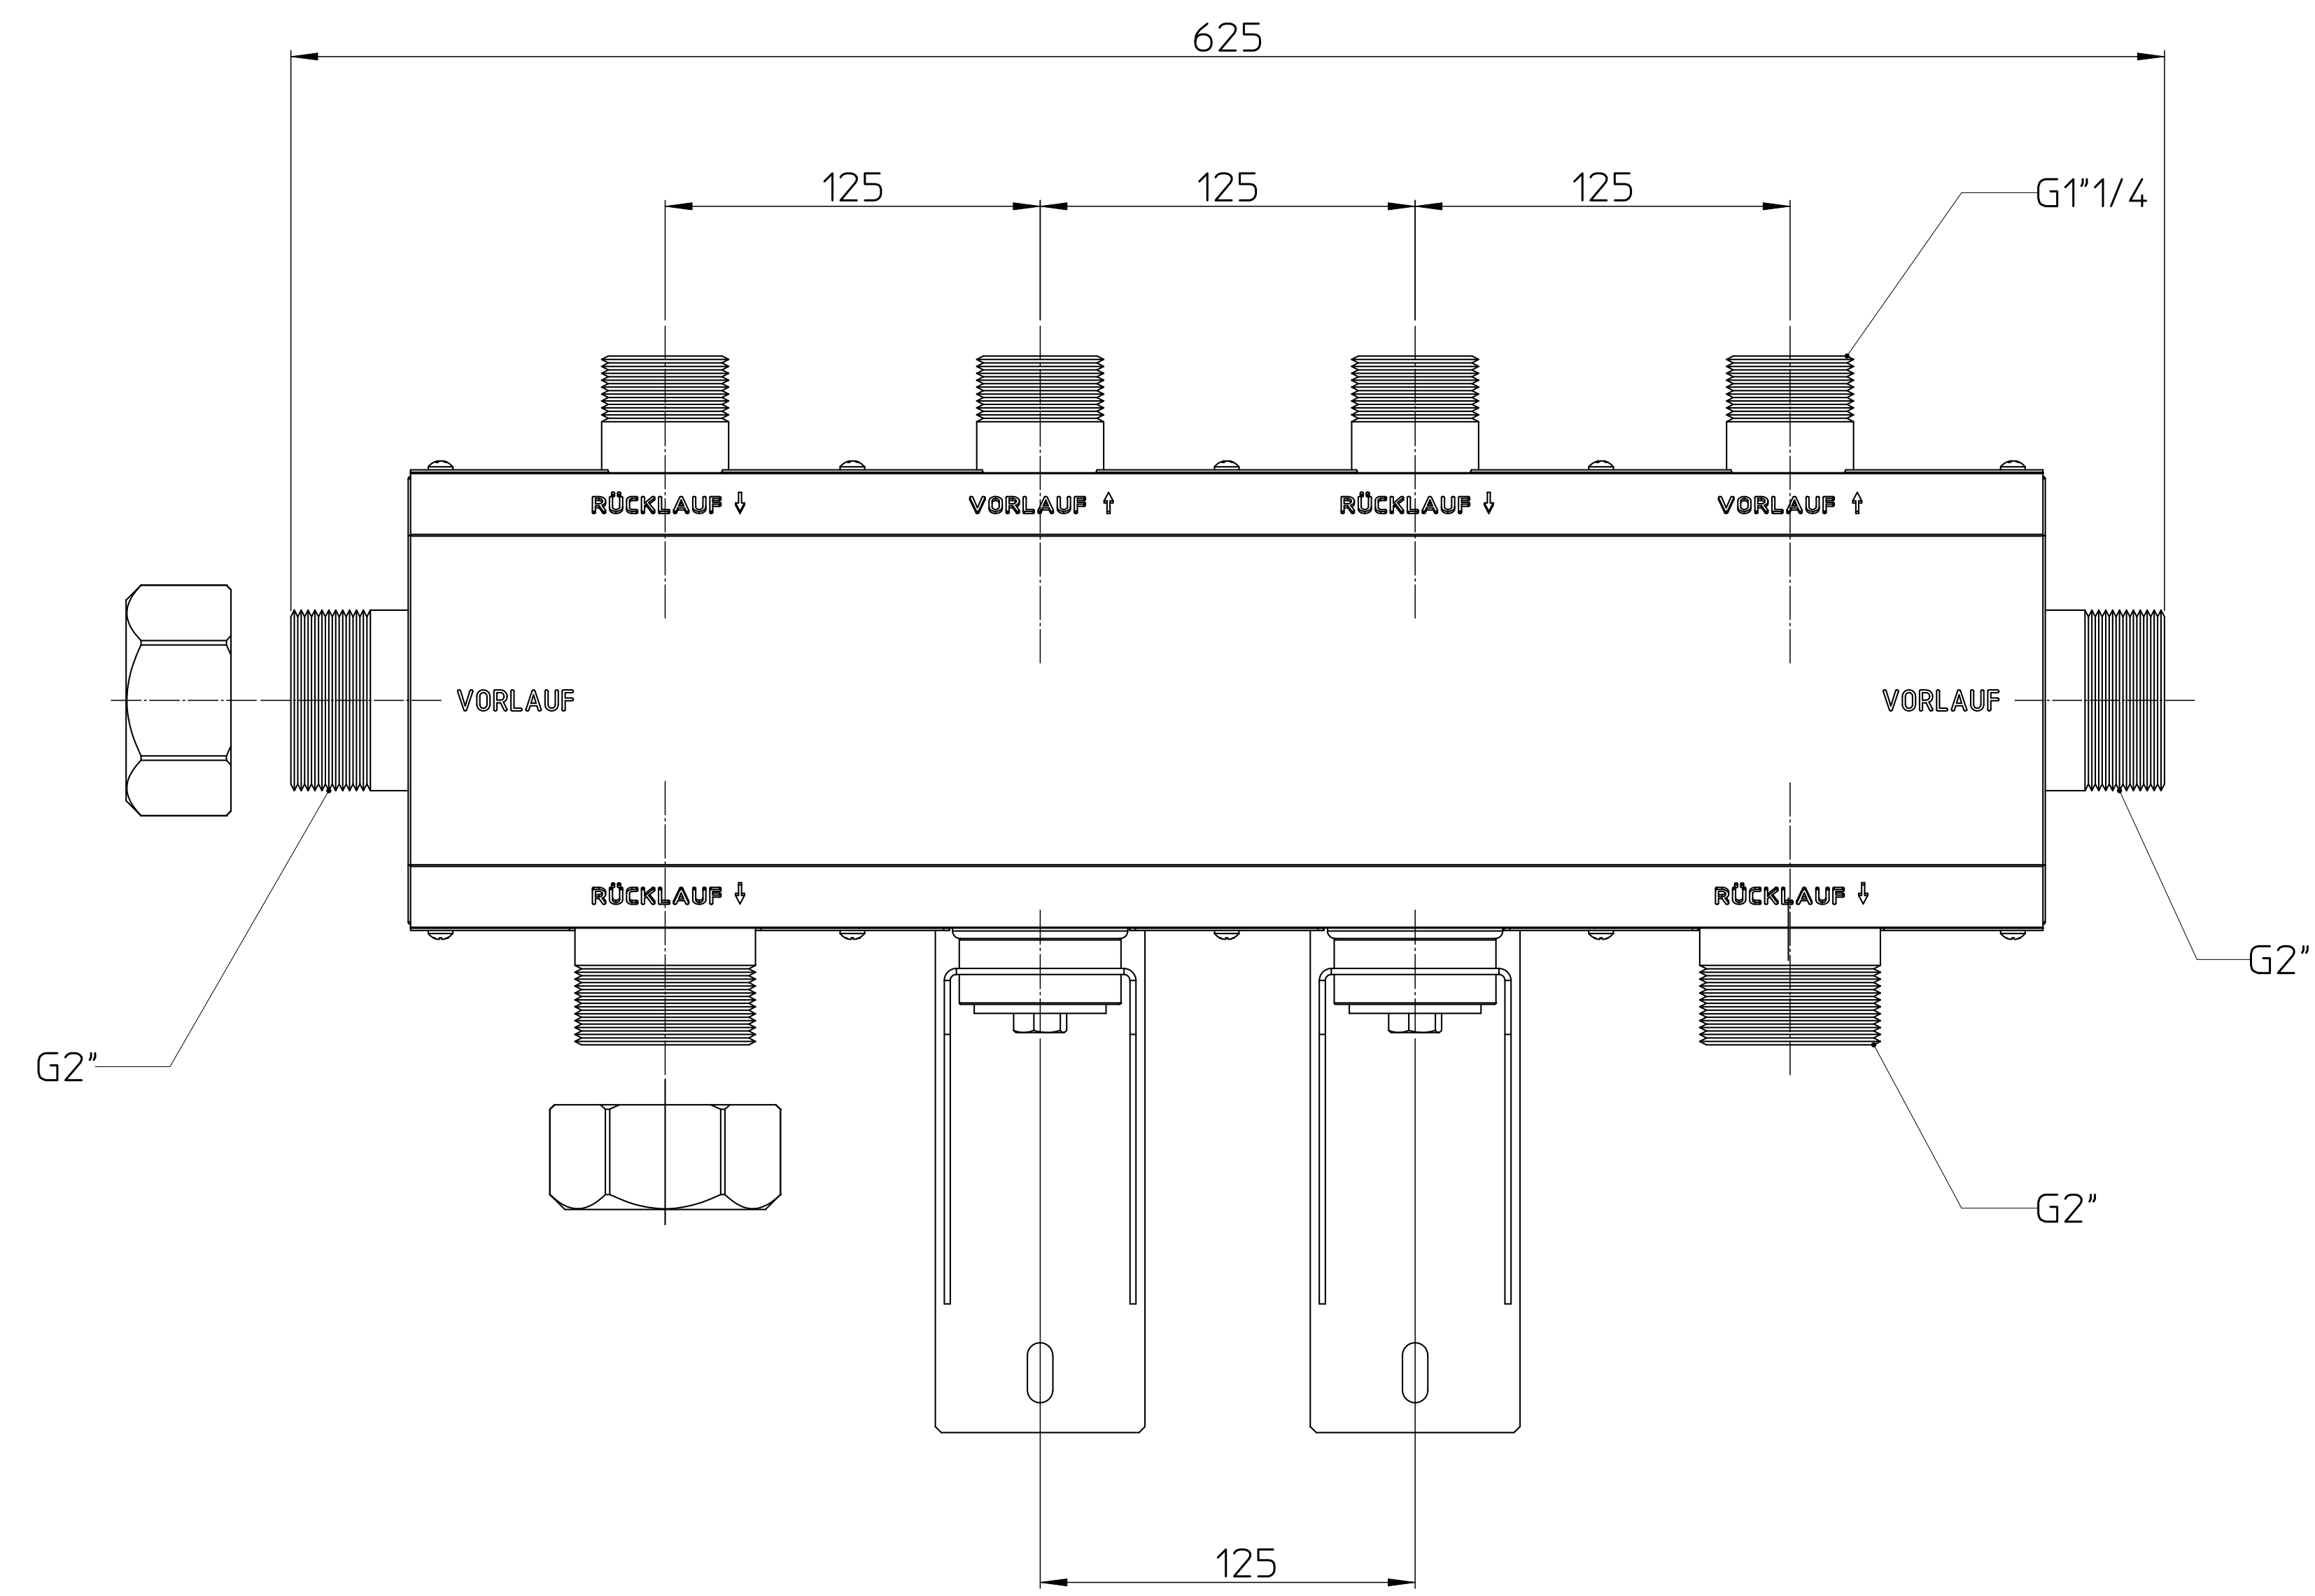 625
125 125 125
G1"1/4
RÜCKLAUF ↓ VORLAUF ↑ RÜCKLAUF ↓ VORLAUF ↑
VORLAUF VORLAUF
RÜCKLAUF ↓ RÜCKLAUF ↓
G2"
G2"
G2"
125